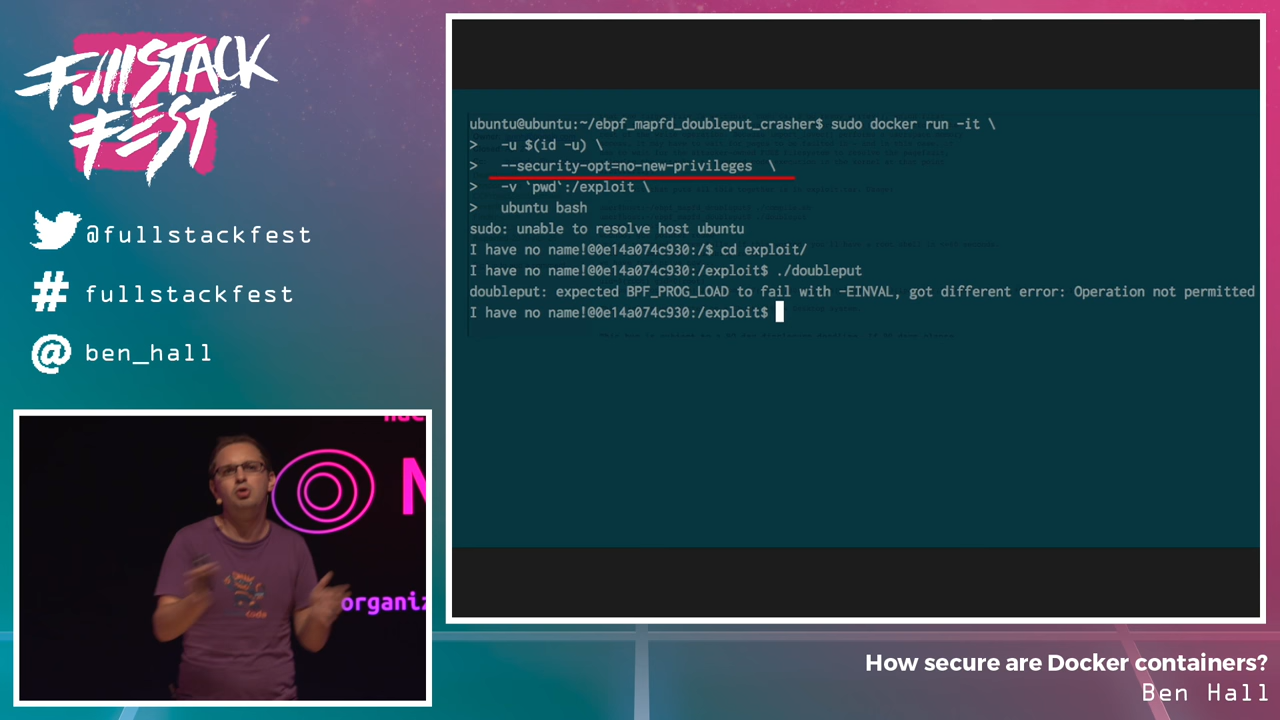 FullStack
Fest
@fullstackfest
# fullstackfest
@ ben_hall
ubuntu@ubuntu:~/ebpf_mapfd_doubleput_crasher$ sudo docker run -it \
>   -u $(id -u) \
>   --security-opt=no-new-privileges  \
>   -v `pwd`:/exploit \
>   ubuntu bash
sudo: unable to resolve host ubuntu
I have no name!@0e14a074c930:/$ cd exploit/
I have no name!@0e14a074c930:/exploit$ ./doubleput
doubleput: expected BPF_PROG_LOAD to fail with -EINVAL, got different error: Operation not permitted
I have no name!@0e14a074c930:/exploit$
organiz
code
How secure are Docker containers?
Ben Hall